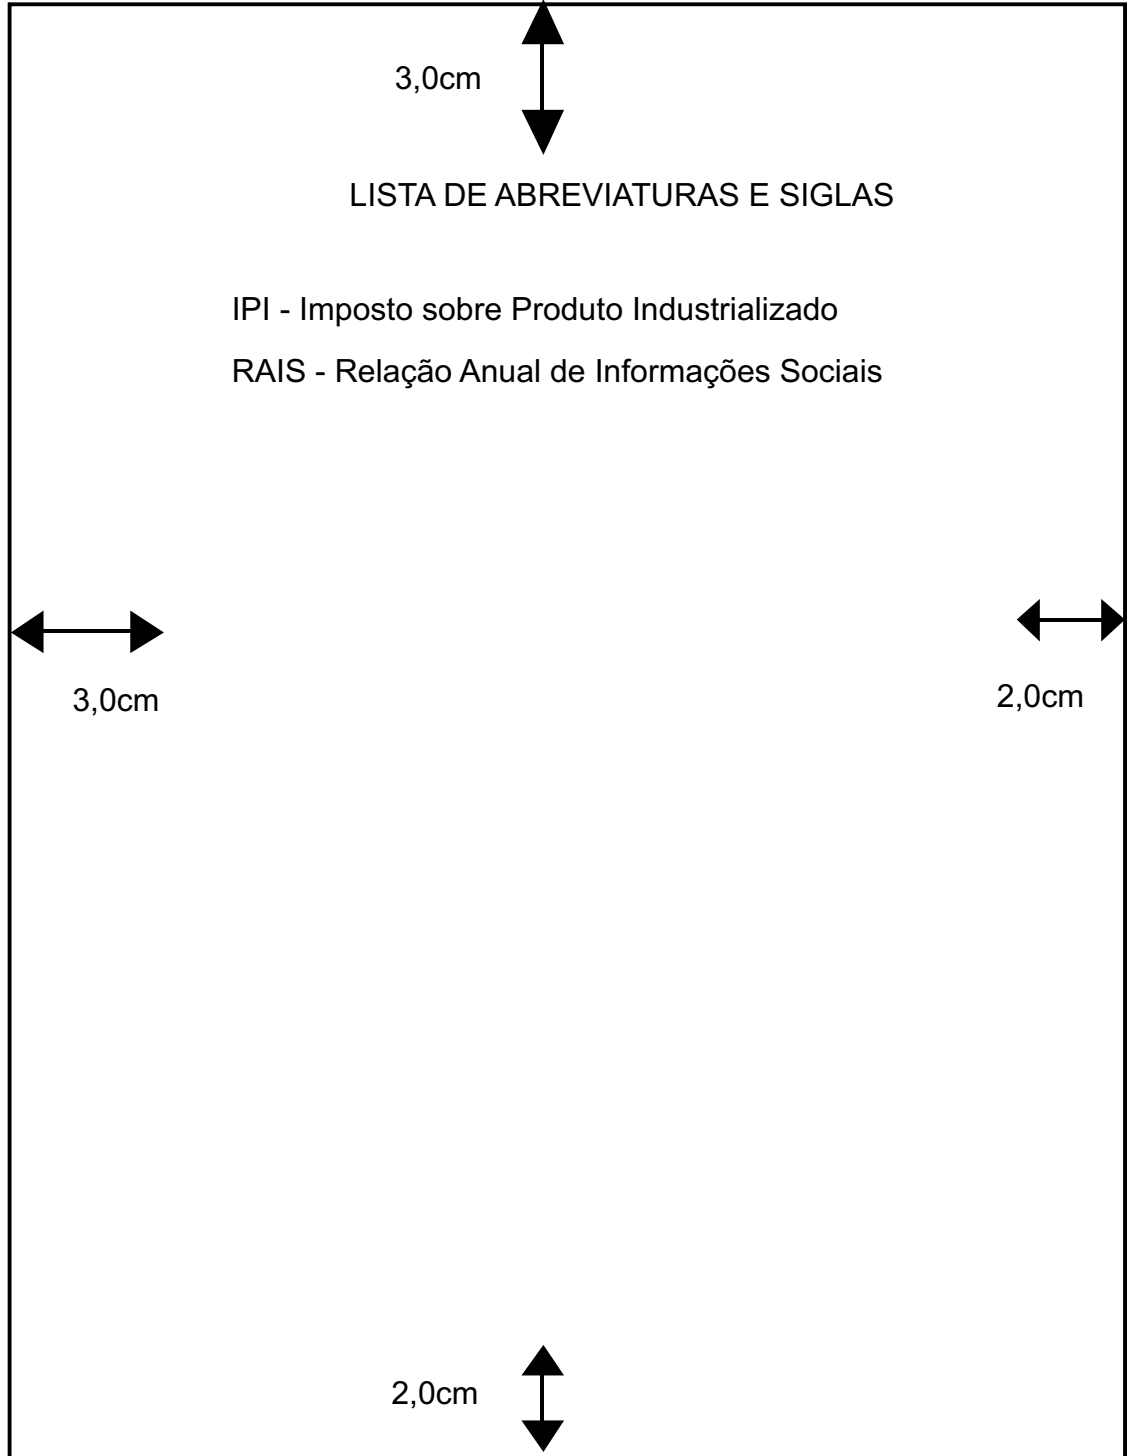 3,0cm
LISTA DE ABREVIATURAS E SIGLAS
IPI - Imposto sobre Produto Industrializado
RAIS - Relação Anual de Informações Sociais
3,0cm
2,0cm
2,0cm